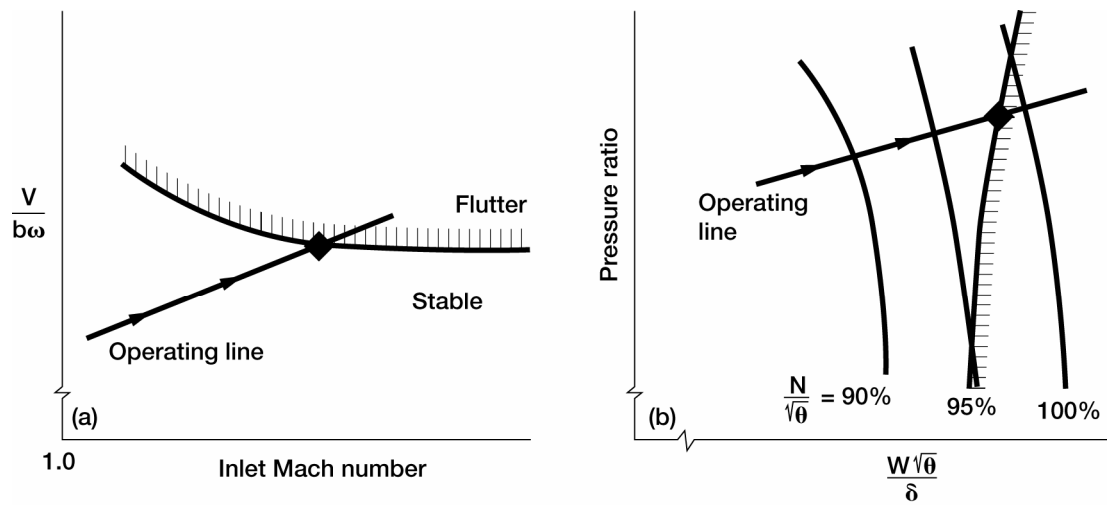 V
bω
Flutter
Stable
Operating line
(a)
1.0
Inlet Mach number
Pressure ratio
Operating
line
N
√θ
= 90%
95%
100%
(b)
W√θ
δ